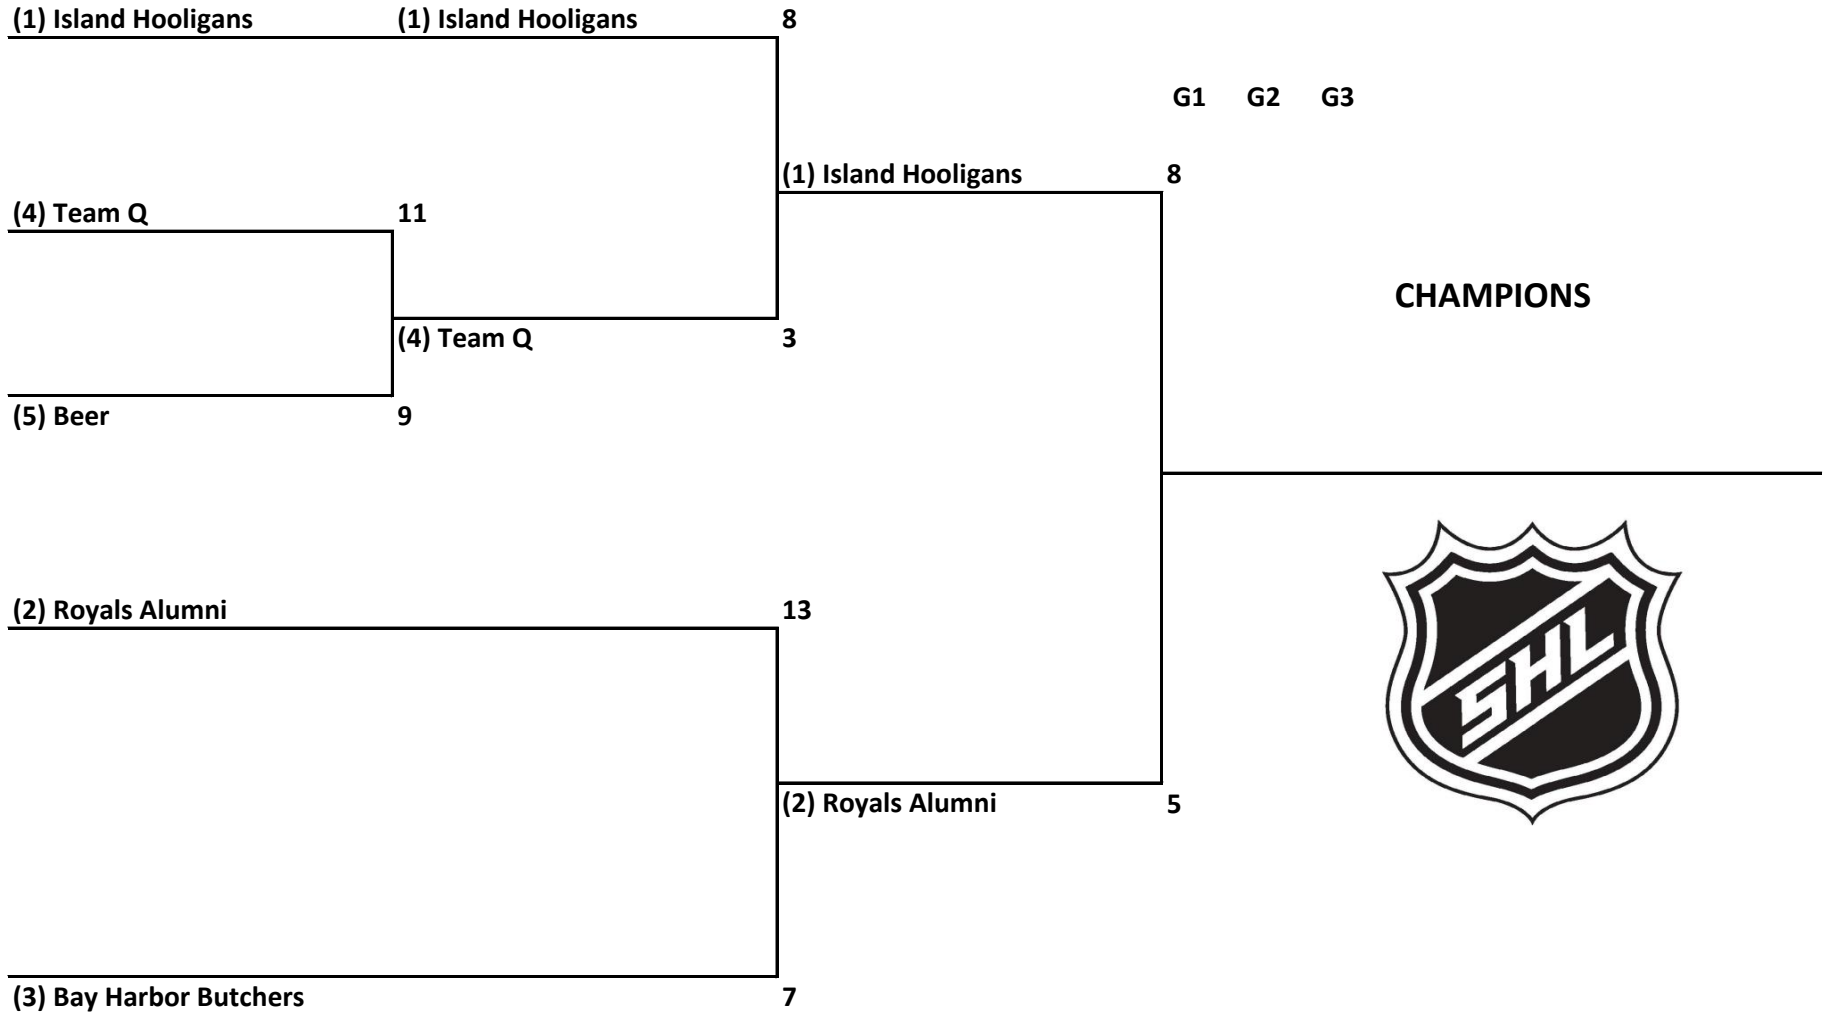 (1) Island Hooligans (1) Island Hooligans 8
G1 G2 G3
(1) Island Hooligans 8
(4) Team Q 11
CHAMPIONS
(4) Team Q 3
(5) Beer 9
(2) Royals Alumni 13
SHL
(2) Royals Alumni 5
(3) Bay Harbor Butchers 7